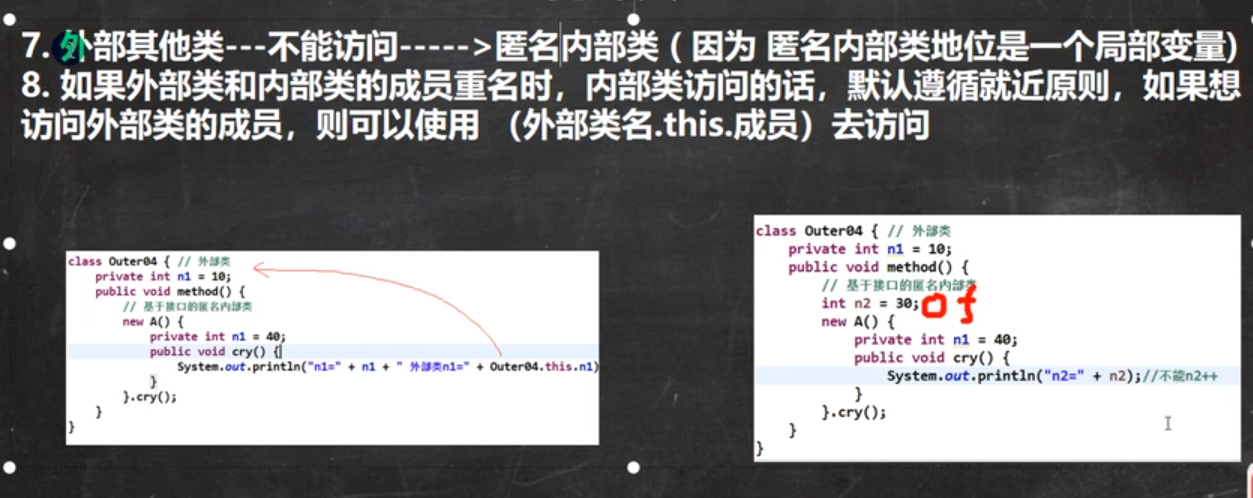 7. 外部其他类---不能访问----->匿名内部类 ( 因为 匿名内部类地位是一个局部变量)
8. 如果外部类和内部类的成员重名时，内部类访问的话，默认遵循就近原则，如果想
访问外部类的成员，则可以使用 （外部类名.this.成员）去访问
class Outer04 { // 外部类
private int n1 = 10;
public void method() {
// 基于接口的匿名内部类
new A() {
private int n1 = 40;
public void cry() {
System.out.println("n1=" + n1 + " 外部类n1=" + Outer04.this.n1)
}
}.cry();
}
}
class Outer04 { // 外部类
private int n1 = 10;
public void method() {
// 基于接口的匿名内部类
int n2 = 30;
new A() {
private int n1 = 40;
public void cry() {
System.out.println("n2=" + n2);//不能n2++
}
}.cry();
}
}